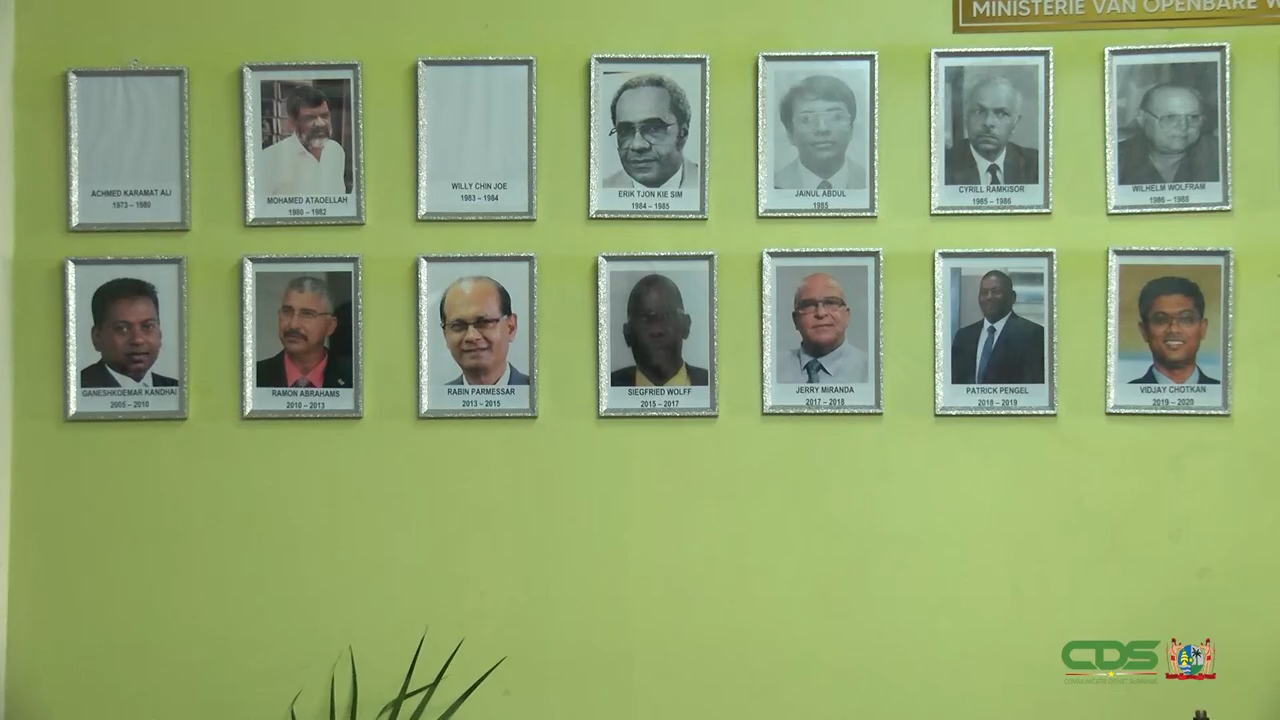 MINISTERIE VAN OPENBARE W
ACHMED KARAMAT ALI
1973 – 1980
MOHAMED ATAOELLAH
1980 – 1982
WILLY CHIN JOE
1983 – 1984
ERIK TJON KIE SIM
1984 – 1985
JAINUL ABDUL
1985
CYRILL RAMKISOR
1985 – 1986
WILHELM WOLFRAM
1986 – 1988
GANESHKOEMAR KANDHAI
2005 – 2010
RAMON ABRAHAMS
2010 – 2013
RABIN PARMESSAR
2013 – 2015
SIEGFRIED WOLFF
2015 – 2017
JERRY MIRANDA
2017 – 2018
PATRICK PENGEL
2018 – 2019
VIDJAY CHOTKAN
2019 – 2020
CDS
COMMUNICATIE DIENST SURINAME